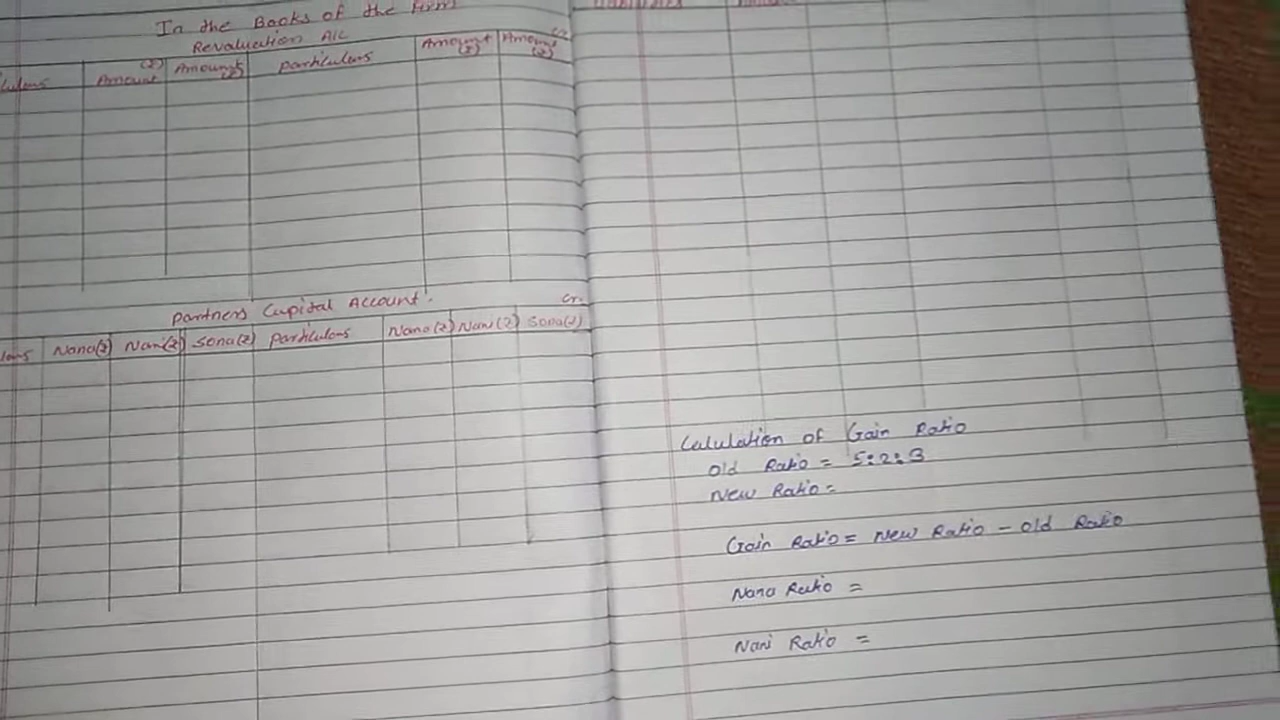 In the Books of the Firm
Revaluation A/c
Amount (₹) Amount (₹) Particulars Amount (₹) Amount (₹)
Partners' Capital Account.
Cr.
Nana(₹) Nani(₹) Sona(₹) Particulars Nana(₹) Nani(₹) Sona(₹)
Calulation of Gain Ratio
Old Ratio = 5:2:3
New Ratio =
Gain Ratio = New Ratio - Old Ratio
Nana Ratio =
Nani Ratio =